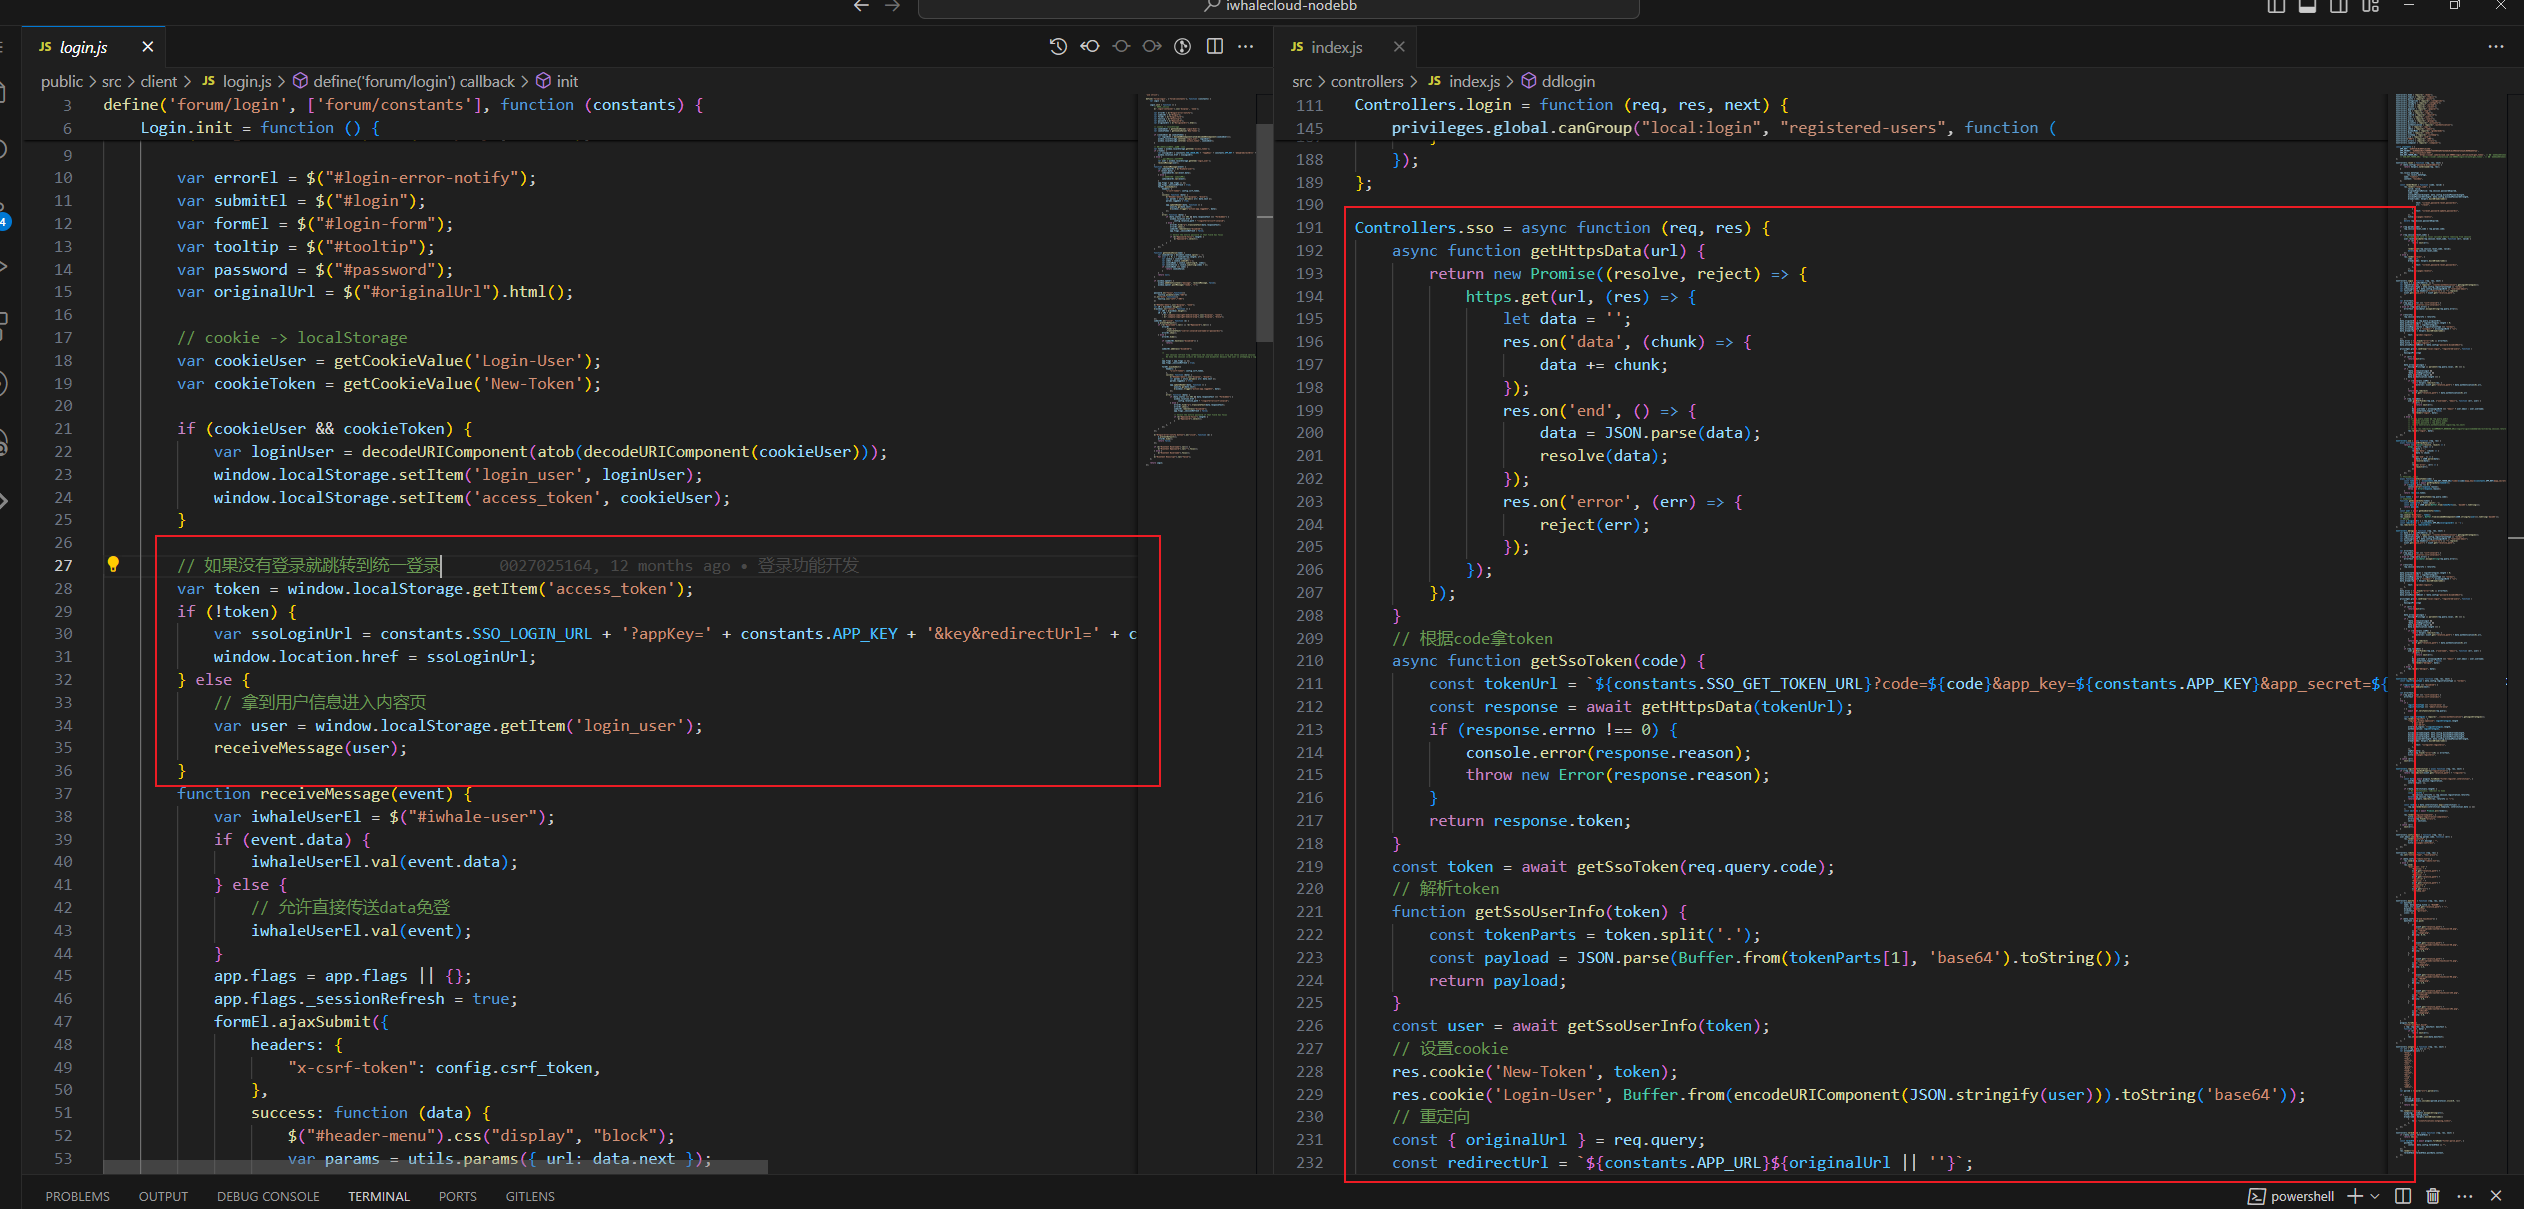 iwhalecloud-nodebb
JS login.js
public > src > client > JS login.js > define('forum/login') callback > init
3 define('forum/login', ['forum/constants'], function (constants) {
6 Login.init = function () {
9
10 var errorEl = $("#login-error-notify");
11 var submitEl = $("#login");
12 var formEl = $("#login-form");
13 var tooltip = $("#tooltip");
14 var password = $("#password");
15 var originalUrl = $("#originalUrl").html();
16
17 // cookie -> localStorage
18 var cookieUser = getCookieValue('Login-User');
19 var cookieToken = getCookieValue('New-Token');
20
21 if (cookieUser && cookieToken) {
22 var loginUser = decodeURIComponent(atob(decodeURIComponent(cookieUser)));
23 window.localStorage.setItem('login_user', loginUser);
24 window.localStorage.setItem('access_token', cookieUser);
25 }
26
27 // 如果没有登录就跳转到统一登录 0027025164, 12 months ago • 登录功能开发
28 var token = window.localStorage.getItem('access_token');
29 if (!token) {
30 var ssoLoginUrl = constants.SSO_LOGIN_URL + '?appKey=' + constants.APP_KEY + '&key&redirectUrl=' + c
31 window.location.href = ssoLoginUrl;
32 } else {
33 // 拿到用户信息进入内容页
34 var user = window.localStorage.getItem('login_user');
35 receiveMessage(user);
36 }
37 function receiveMessage(event) {
38 var iwhaleUserEl = $("#iwhale-user");
39 if (event.data) {
40 iwhaleUserEl.val(event.data);
41 } else {
42 // 允许直接传送data免登
43 iwhaleUserEl.val(event);
44 }
45 app.flags = app.flags || {};
46 app.flags._sessionRefresh = true;
47 formEl.ajaxSubmit({
48 headers: {
49 "x-csrf-token": config.csrf_token,
50 },
51 success: function (data) {
52 $("#header-menu").css("display", "block");
53 var params = utils.params({ url: data.next });
JS index.js
src > controllers > JS index.js > ddlogin
111 Controllers.login = function (req, res, next) {
145 privileges.global.canGroup("local:login", "registered-users", function (
188 });
189 };
190
191 Controllers.sso = async function (req, res) {
192 async function getHttpsData(url) {
193 return new Promise((resolve, reject) => {
194 https.get(url, (res) => {
195 let data = '';
196 res.on('data', (chunk) => {
197 data += chunk;
198 });
199 res.on('end', () => {
200 data = JSON.parse(data);
201 resolve(data);
202 });
203 res.on('error', (err) => {
204 reject(err);
205 });
206 });
207 });
208 }
209 // 根据code拿token
210 async function getSsoToken(code) {
211 const tokenUrl = `${constants.SSO_GET_TOKEN_URL}?code=${code}&app_key=${constants.APP_KEY}&app_secret=${
212 const response = await getHttpsData(tokenUrl);
213 if (response.errno !== 0) {
214 console.error(response.reason);
215 throw new Error(response.reason);
216 }
217 return response.token;
218 }
219 const token = await getSsoToken(req.query.code);
220 // 解析token
221 function getSsoUserInfo(token) {
222 const tokenParts = token.split('.');
223 const payload = JSON.parse(Buffer.from(tokenParts[1], 'base64').toString());
224 return payload;
225 }
226 const user = await getSsoUserInfo(token);
227 // 设置cookie
228 res.cookie('New-Token', token);
229 res.cookie('Login-User', Buffer.from(encodeURIComponent(JSON.stringify(user))).toString('base64'));
230 // 重定向
231 const { originalUrl } = req.query;
232 const redirectUrl = `${constants.APP_URL}${originalUrl || ''}`;
PROBLEMS OUTPUT DEBUG CONSOLE TERMINAL PORTS GITLENS
powershell